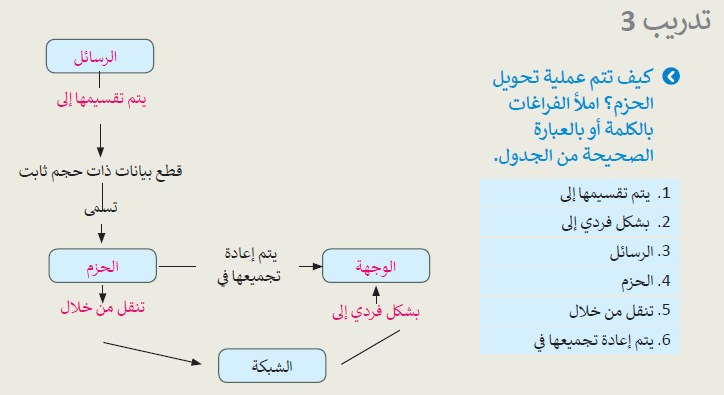 تدريب 3
كيف تتم عملية تحويل
الحزم؟ املأ الفراغات
بالكلمة أو بالعبارة
الصحيحة من الجدول.
1. يتم تقسيمها إلى
2. بشكل فردي إلى
3. الرسائل
4. الحزم
5. تنقل من خلال
6. يتم إعادة تجميعها في
الرسائل
يتم تقسيمها إلى
قطع بيانات ذات حجم ثابت
تسمى
الحزم
يتم إعادة
تجميعها في
الوجهة
تنقل من خلال
بشكل فردي إلى
الشبكة